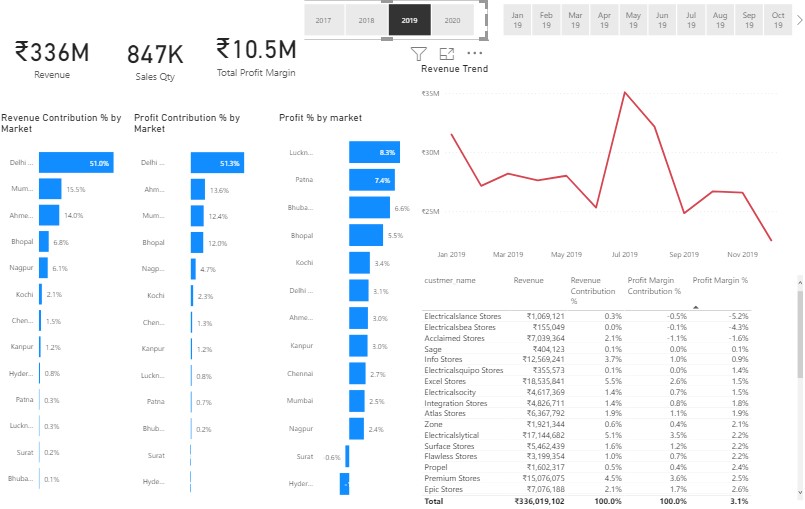 2017 2018 2019 2020
Jan 19 Feb 19 Mar 19 Apr 19 May 19 Jun 19 Jul 19 Aug 19 Sep 19 Oct 19
₹336M
Revenue
847K
Sales Qty
₹10.5M
Total Profit Margin
Revenue Contribution % by
Market
Delhi ... 51.0%
Mum... 15.5%
Ahme... 14.0%
Bhopal 6.8%
Nagpur 6.1%
Kochi 2.1%
Chen... 1.5%
Kanpur 1.2%
Hyder... 0.8%
Patna 0.3%
Luckn... 0.3%
Surat 0.2%
Bhuba... 0.1%
Profit Contribution % by
Market
Delhi ... 51.3%
Ahm... 13.6%
Mum... 12.4%
Bhopal 12.0%
Nagp... 4.7%
Kochi 2.3%
Chen... 1.3%
Kanpur 1.2%
Luckn... 0.8%
Patna 0.7%
Bhub... 0.2%
Surat
Hyde...
Profit % by market
Luckn... 8.3%
Patna 7.4%
Bhuba... 6.6%
Bhopal 5.5%
Kochi 3.4%
Delhi ... 3.1%
Ahme... 3.0%
Kanpur 3.0%
Chennai 2.7%
Mumbai 2.5%
Nagpur 2.4%
Surat -0.6%
Hyder...
Revenue Trend
₹35M
₹30M
₹25M
Jan 2019 Mar 2019 May 2019 Jul 2019 Sep 2019 Nov 2019
custmer_name Revenue Revenue Contribution % Profit Margin Contribution % Profit Margin %
Electricalslance Stores ₹1,069,121 0.3% -0.5% -5.2%
Electricalsbea Stores ₹155,049 0.0% -0.1% -4.3%
Acclaimed Stores ₹7,039,364 2.1% -1.1% -1.6%
Sage ₹404,123 0.1% 0.0% 0.1%
Info Stores ₹12,569,241 3.7% 1.0% 0.9%
Electricalsquipo Stores ₹355,573 0.1% 0.0% 1.4%
Excel Stores ₹18,535,841 5.5% 2.6% 1.5%
Electricalsocity ₹4,617,369 1.4% 0.7% 1.5%
Integration Stores ₹4,826,711 1.4% 0.8% 1.8%
Atlas Stores ₹6,367,792 1.9% 1.1% 1.9%
Zone ₹1,921,344 0.6% 0.4% 2.1%
Electricalslytical ₹17,144,682 5.1% 3.5% 2.2%
Surface Stores ₹5,462,439 1.6% 1.2% 2.2%
Flawless Stores ₹3,199,354 1.0% 0.7% 2.2%
Propel ₹1,602,317 0.5% 0.4% 2.4%
Premium Stores ₹15,076,075 4.5% 3.6% 2.5%
Epic Stores ₹7,076,188 2.1% 1.7% 2.6%
Total ₹336,019,102 100.0% 100.0% 3.1%